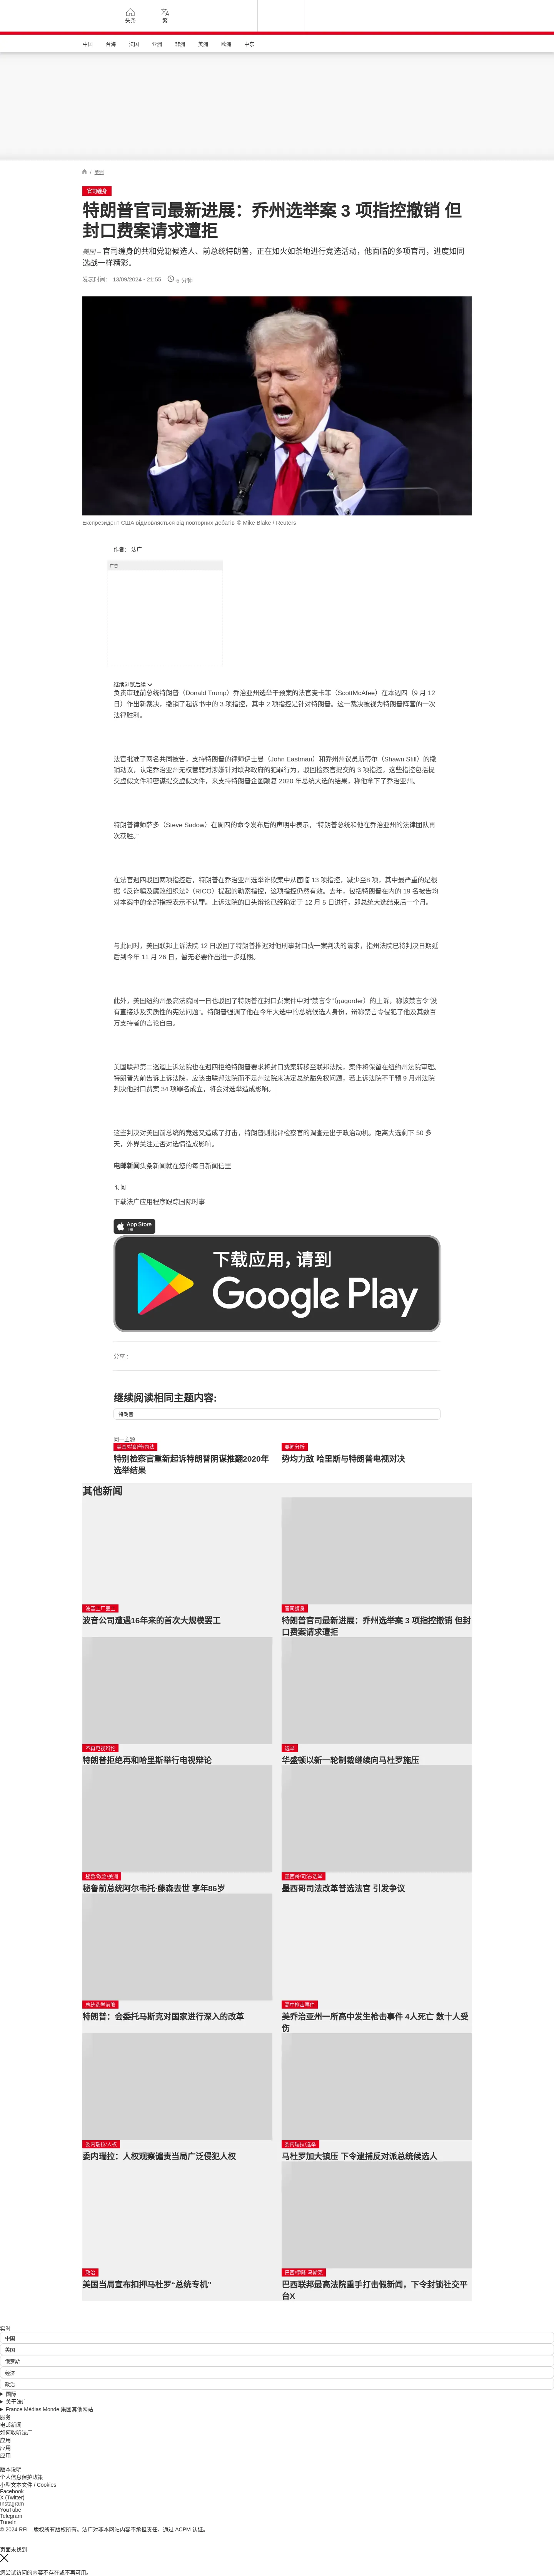 头条
繁
中国 台海 法国 亚洲 非洲 美洲 欧洲 中东
/ 美洲
官司缠身
特朗普官司最新进展：乔州选举案 3 项指控撤销 但
封口费案请求遭拒
美国 – 官司缠身的共和党籍候选人、前总统特朗普，正在如火如荼地进行竞选活动，他面临的多项官司，进度如同
选战一样精彩。
发表时间： 13/09/2024 - 21:55 6 分钟
Експрезидент США відмовляється від повторних дебатів © Mike Blake / Reuters
作者： 法广
广告
继续浏览后续
负责审理前总统特朗普（Donald Trump）乔治亚州选举干预案的法官麦卡菲（ScottMcAfee）在本週四（9 月 12
日）作出新裁决，撤销了起诉书中的 3 项指控，其中 2 项指控是针对特朗普。这一裁决被视为特朗普阵营的一次
法律胜利。
法官批准了两名共同被告，支持特朗普的律师伊士曼（John Eastman）和乔州州议员斯蒂尔（Shawn Still）的撤
销动议，认定乔治亚州无权管辖对涉嫌针对联邦政府的犯罪行为，驳回检察官提交的 3 项指控，这些指控包括提
交虚假文件和密谋提交虚假文件，来支持特朗普企图颠复 2020 年总统大选的结果，称他拿下了乔治亚州。
特朗普律师萨多（Steve Sadow）在周四的命令发布后的声明中表示，“特朗普总统和他在乔治亚州的法律团队再
次获胜。”
在法官週四驳回两项指控后，特朗普在乔治亚州选举诈欺案中从面临 13 项指控，减少至8 项，其中最严重的是根
据《反诈骗及腐败组织法》（RICO）提起的勒索指控，这项指控仍然有效。去年，包括特朗普在内的 19 名被告均
对本案中的全部指控表示不认罪。上诉法院的口头辩论已经确定于 12 月 5 日进行，即总统大选结束后一个月。
与此同时，美国联邦上诉法院 12 日驳回了特朗普推迟对他刑事封口费一案判决的请求，指州法院已将判决日期延
后到今年 11 月 26 日，暂无必要作出进一步延期。
此外，美国纽约州最高法院同一日也驳回了特朗普在封口费案件中对“禁言令”（gagorder）的上诉，称该禁言令“没
有直接涉及实质性的宪法问题”。特朗普强调了他在今年大选中的总统候选人身份，辩称禁言令侵犯了他及其数百
万支持者的言论自由。
美国联邦第二巡迴上诉法院也在週四拒绝特朗普要求将封口费案转移至联邦法院，案件将保留在纽约州法院审理。
特朗普先前告诉上诉法院，应该由联邦法院而不是州法院来决定总统豁免权问题，若上诉法院不干预 9 月州法院
判决他封口费案 34 项罪名成立，将会对选举造成影响。
这些判决对美国前总统的竞选又造成了打击，特朗普则批评检察官的调查是出于政治动机。距离大选剩下 50 多
天，外界关注是否对选情造成影响。
电邮新闻头条新闻就在您的每日新闻信里
订阅
下载法广应用程序跟踪国际时事
App Store
下载
下载应用，请到
Google Play
分享 :
继续阅读相同主题内容:
特朗普
同一主题
美国/特朗普/司法
特别检察官重新起诉特朗普阴谋推翻2020年
选举结果
要闻分析
势均力敌 哈里斯与特朗普电视对决
其他新闻
波音工厂罢工
波音公司遭遇16年来的首次大规模罢工
官司缠身
特朗普官司最新进展：乔州选举案 3 项指控撤销 但封
口费案请求遭拒
不再电视辩论
特朗普拒绝再和哈里斯举行电视辩论
选举
华盛顿以新一轮制裁继续向马杜罗施压
秘鲁/政治/美洲
秘鲁前总统阿尔韦托·藤森去世 享年86岁
墨西哥/司法/选举
墨西哥司法改革普选法官 引发争议
总统选举前瞻
特朗普：会委托马斯克对国家进行深入的改革
高中枪击事件
美乔治亚州一所高中发生枪击事件 4人死亡 数十人受
伤
委内瑞拉/人权
委内瑞拉：人权观察谴责当局广泛侵犯人权
委内瑞拉/选举
马杜罗加大镇压 下令逮捕反对派总统候选人
政治
美国当局宣布扣押马杜罗“总统专机”
巴西/伊隆·马斯克
巴西联邦最高法院重手打击假新闻，下令封锁社交平
台X
实时
中国
美国
俄罗斯
经济
政治
国际
关于法广
France Médias Monde 集团其他网站
服务
电邮新闻
如何收听法广
应用
应用
应用
版本说明
个人信息保护政策
小型文本文件 / Cookies
Facebook
X (Twitter)
Instagram
YouTube
Telegram
TuneIn
© 2024 RFI – 版权所有版权所有。法广对非本网站内容不承担责任。通过 ACPM 认证。
页面未找到
您尝试访问的内容不存在或不再可用。